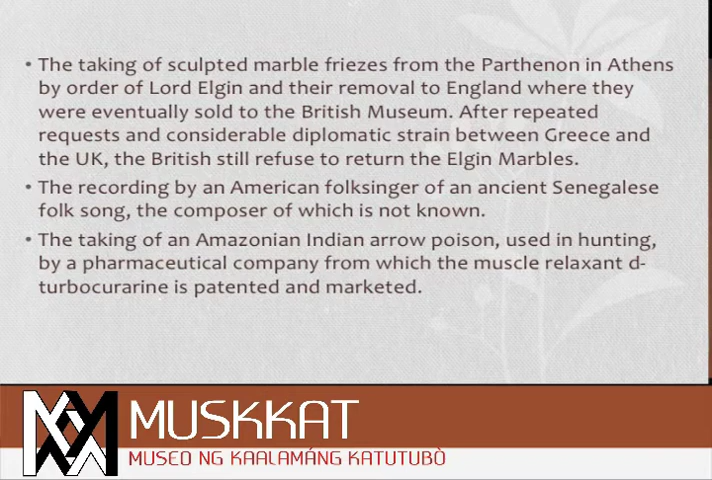 • The taking of sculpted marble friezes from the Parthenon in Athens
by order of Lord Elgin and their removal to England where they
were eventually sold to the British Museum. After repeated
requests and considerable diplomatic strain between Greece and
the UK, the British still refuse to return the Elgin Marbles.
• The recording by an American folksinger of an ancient Senegalese
folk song, the composer of which is not known.
• The taking of an Amazonian Indian arrow poison, used in hunting,
by a pharmaceutical company from which the muscle relaxant d-
turbocurarine is patented and marketed.
MUSKKAT
MUSEO NG KAALAMÁNG KATUTUBÒ